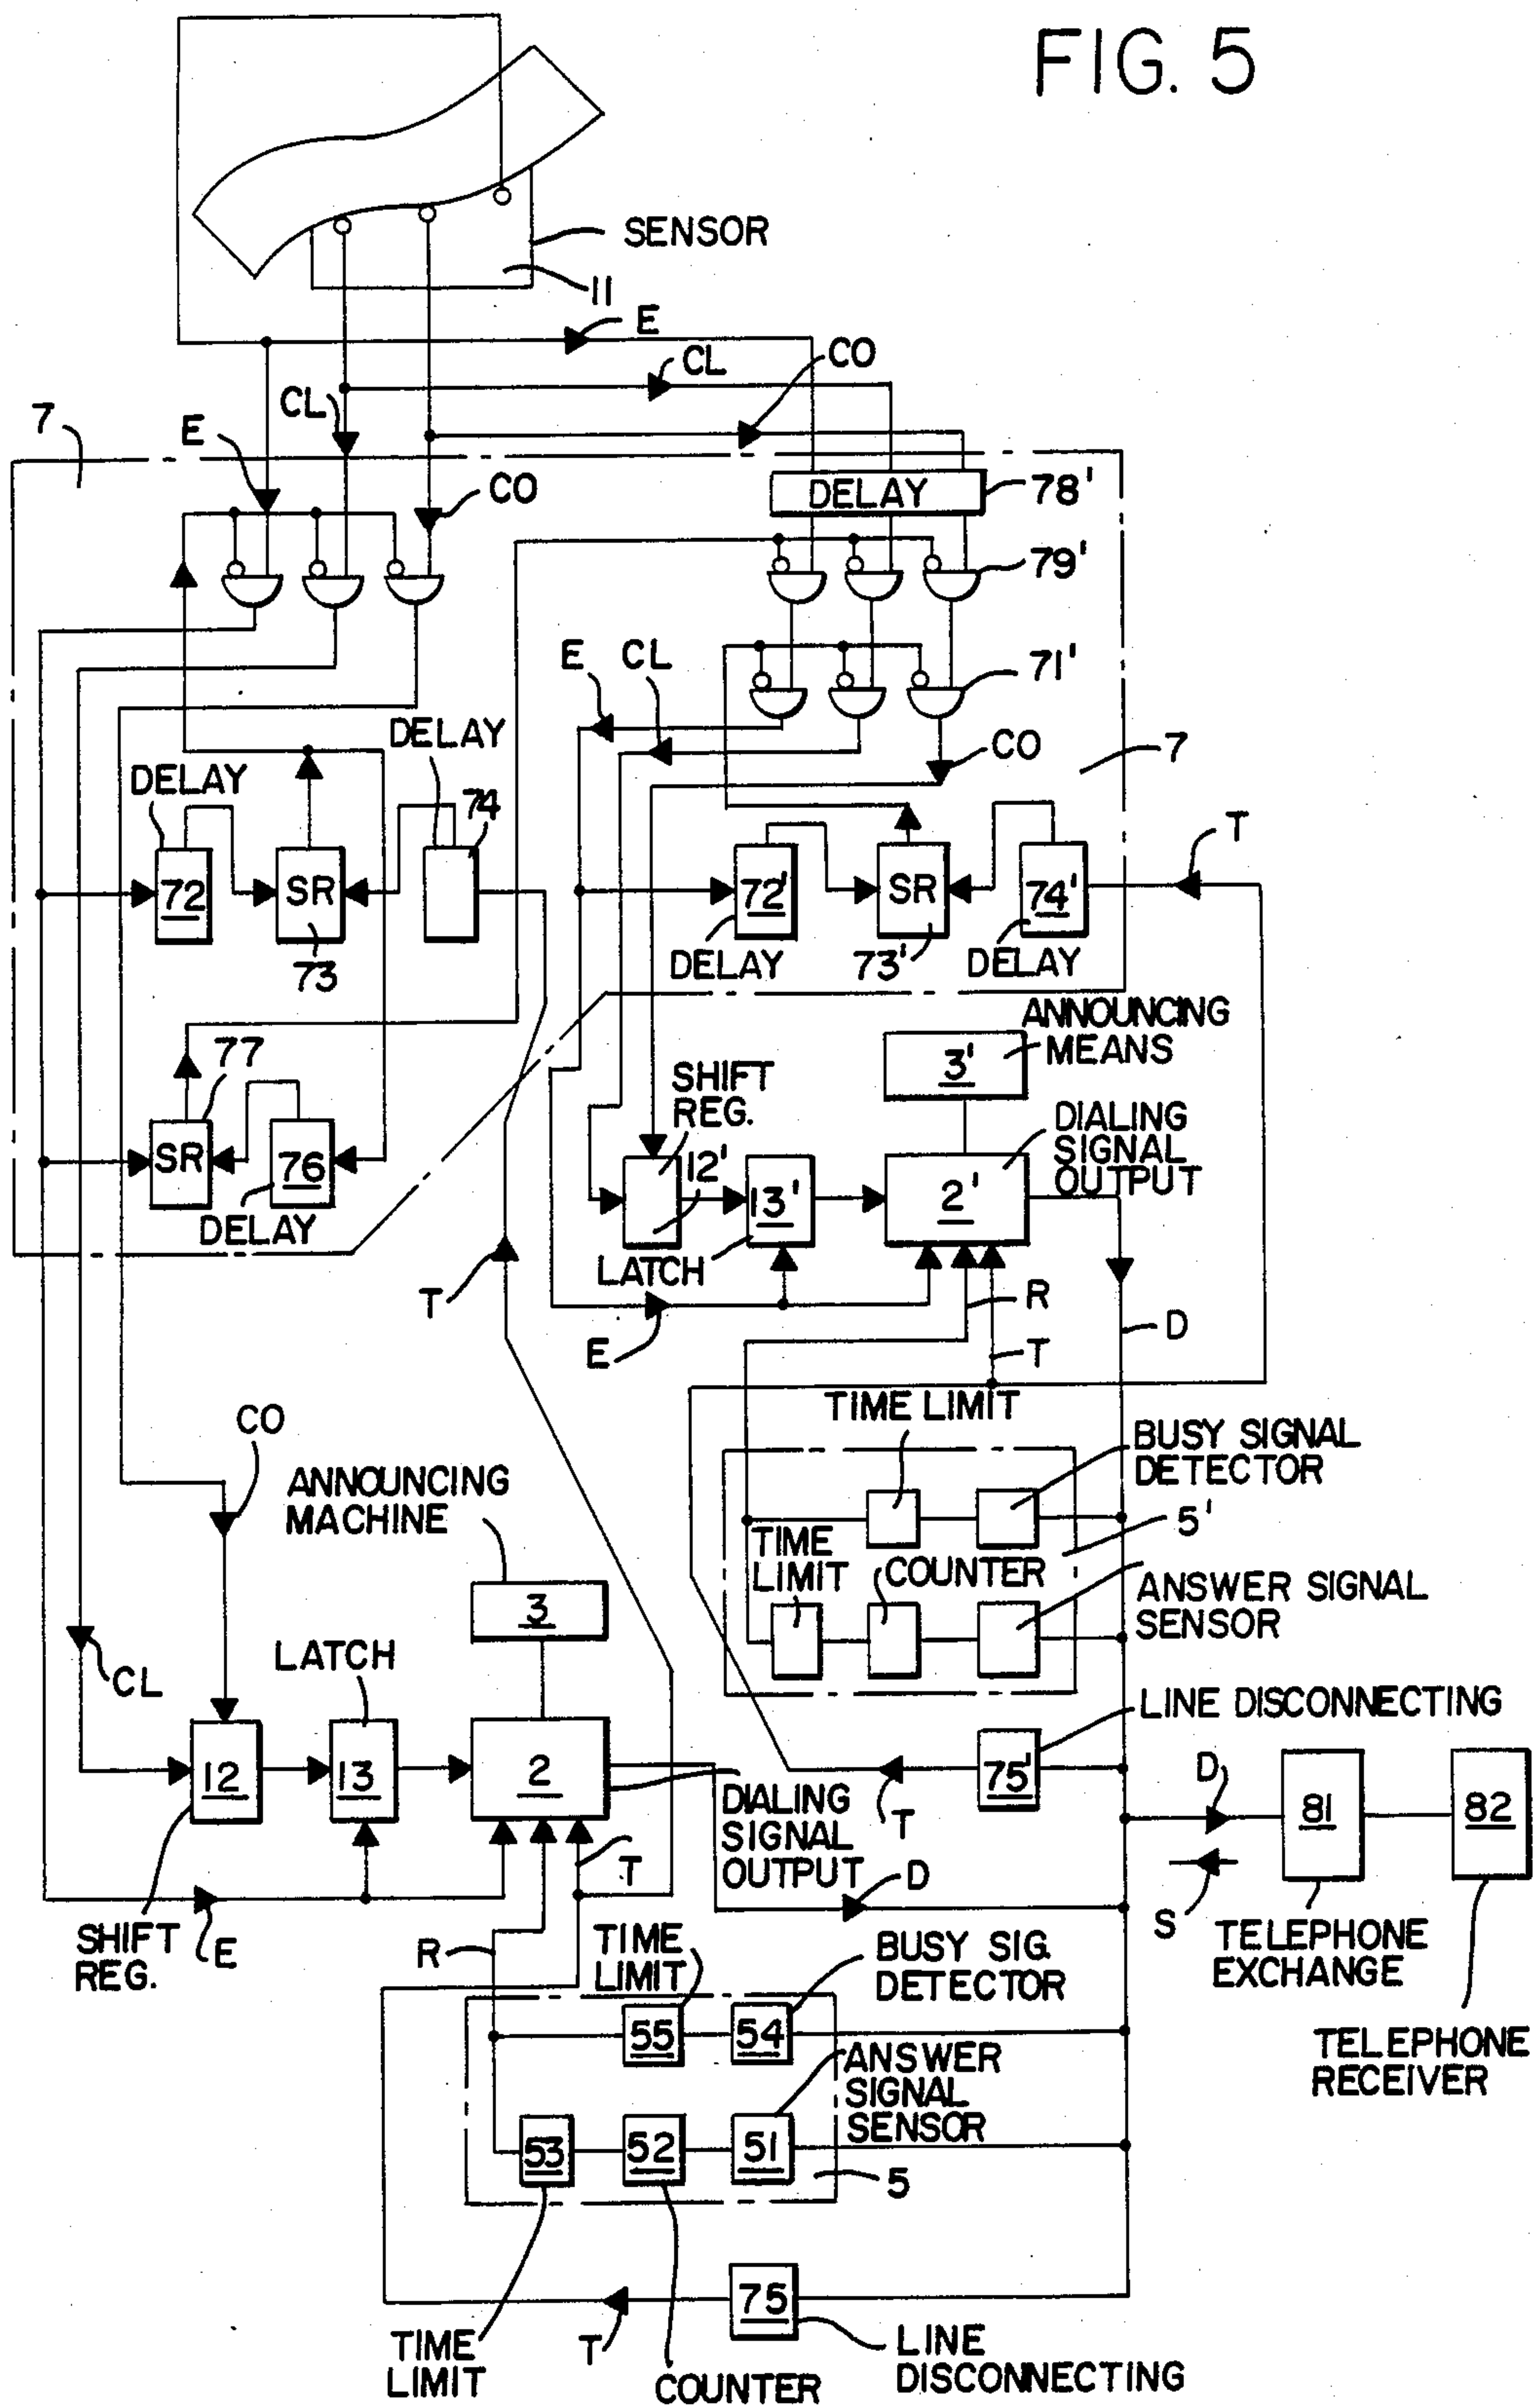 FIG. 5
SENSOR
11
E
CL
CO
7
E
CL
CO
DELAY
78'
79'
E
CL
71'
CO
7
DELAY
DELAY
74
T
72
SR
73
72'
SR
74'
DELAY
73'
DELAY
77
SR
76
DELAY
ANNOUNCING
MEANS
3'
SHIFT
REG.
12'
13'
LATCH
2'
DIALING
SIGNAL
OUTPUT
T
E
R
T
D
TIME LIMIT
BUSY SIGNAL
DETECTOR
5'
TIME
LIMIT
COUNTER
ANSWER SIGNAL
SENSOR
CO
ANNOUNCING
MACHINE
3
CL
LATCH
12
13
2
DIALING
SIGNAL
OUTPUT
LINE DISCONNECTING
75'
T
D
81
82
S
TELEPHONE
EXCHANGE
TELEPHONE
RECEIVER
T
D
SHIFT
REG.
E
R
TIME
LIMIT
BUSY SIG.
DETECTOR
55
54
ANSWER
SIGNAL
SENSOR
53
52
51
5
75
T
TIME
LIMIT
COUNTER
LINE
DISCONNECTING